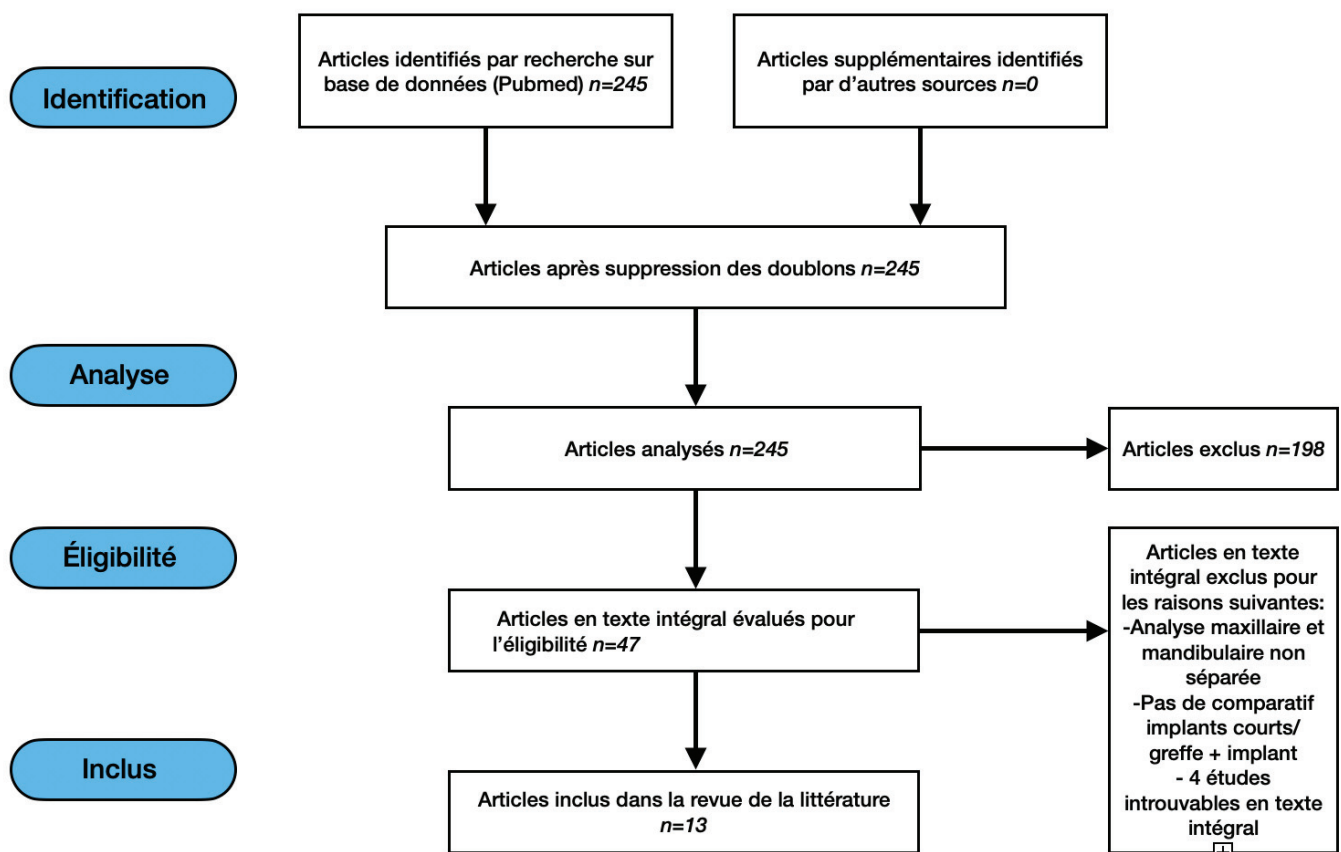 Identification
Articles identifiés par recherche sur
base de données (Pubmed) n=245
Articles supplémentaires identifiés
par d'autres sources n=0
Articles après suppression des doublons n=245
Analyse
Articles analysés n=245
Articles exclus n=198
Éligibilité
Articles en texte intégral évalués pour
l'éligibilité n=47
Articles en texte
intégral exclus pour
les raisons suivantes:
-Analyse maxillaire et
mandibulaire non
séparée
-Pas de comparatif
implants courts/
greffe + implant
- 4 études
introuvables en texte
intégral
Inclus
Articles inclus dans la revue de la littérature
n=13